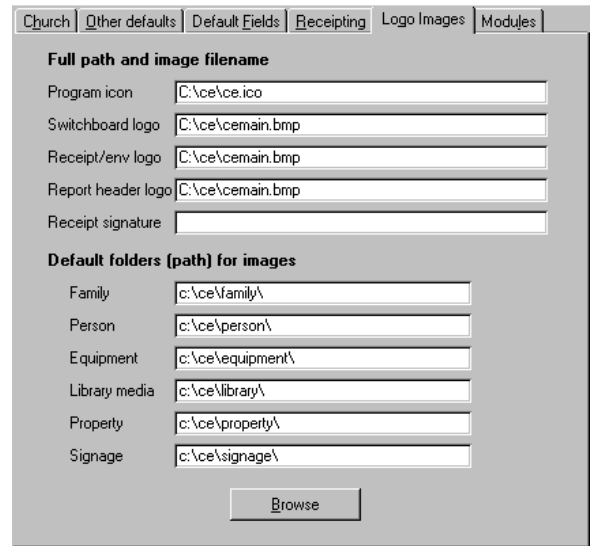 Church Other defaults Default Fields Receipting Logo Images Modules
Full path and image filename
Program icon C:\ce\ce.ico
Switchboard logo C:\ce\cemain.bmp
Receipt/env logo C:\ce\cemain.bmp
Report header logo C:\ce\cemain.bmp
Receipt signature
Default folders (path) for images
Family c:\ce\family\
Person c:\ce\person\
Equipment c:\ce\equipment\
Library media c:\ce\library\
Property c:\ce\property\
Signage c:\ce\signage\
Browse